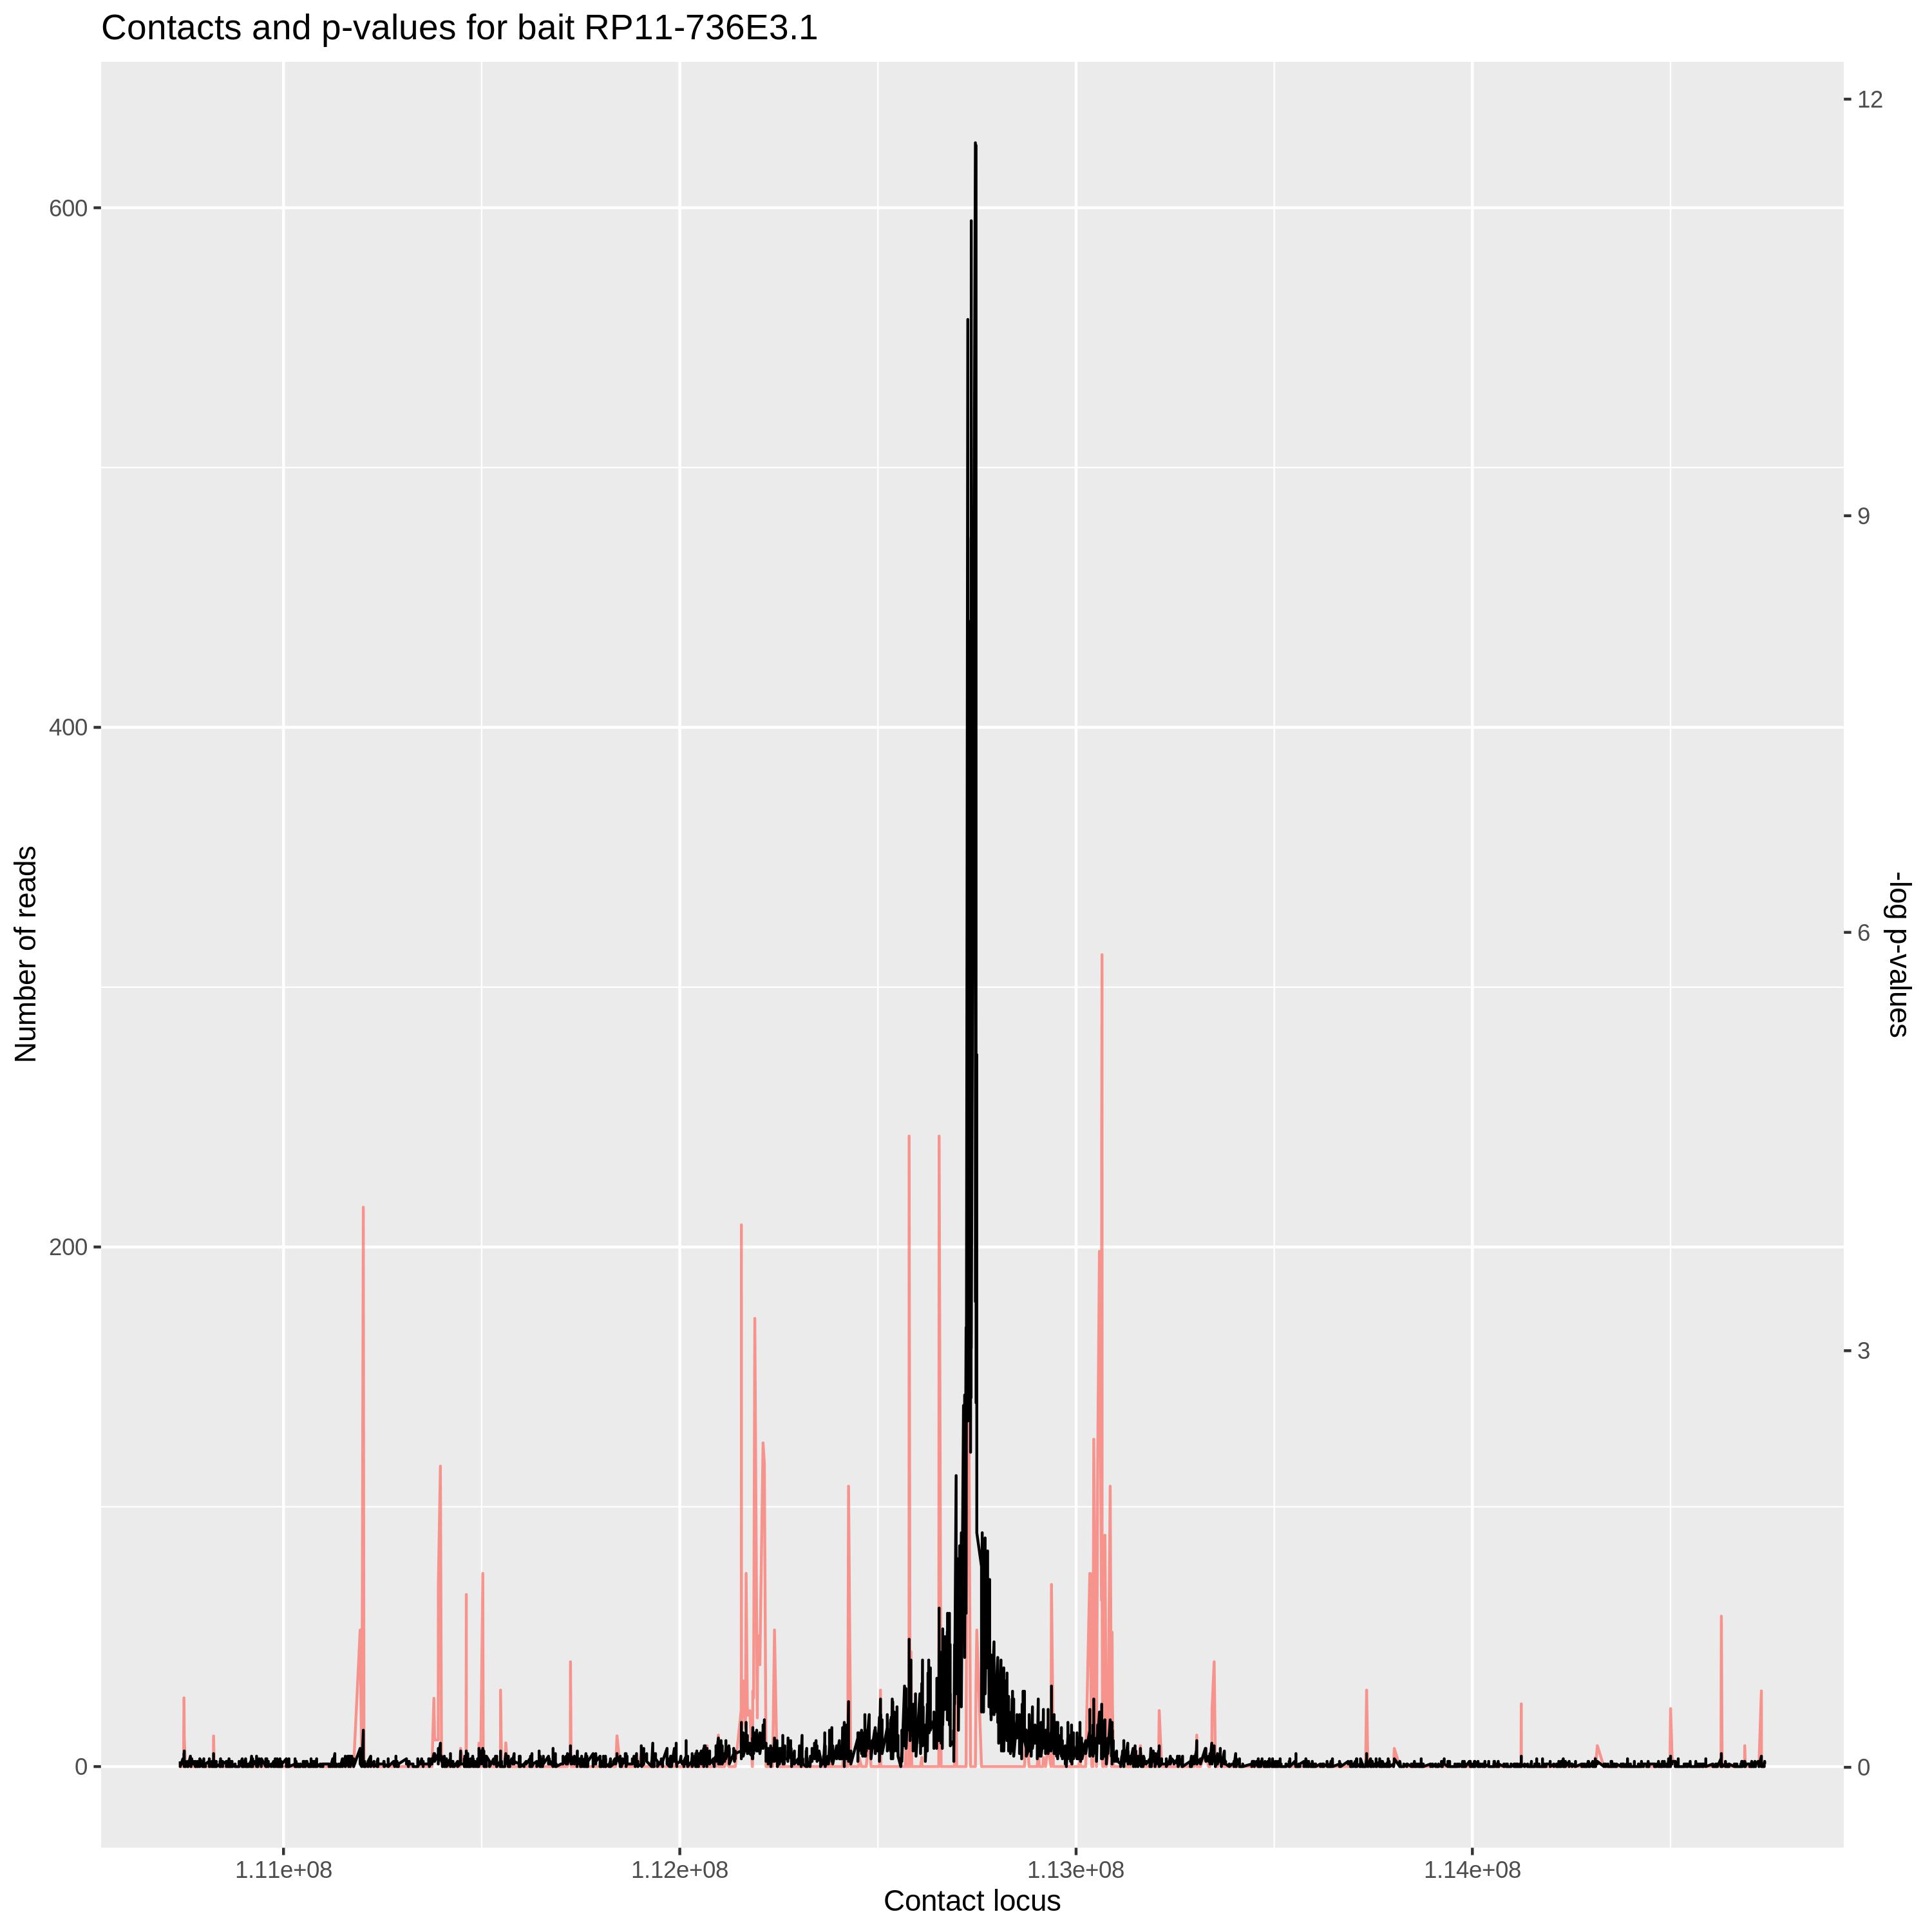 Contacts and p-values for bait RP11-736E3.1
12
600
9
400
Number of reads
-log p-values
6
200
3
0
0
1.11e+08
1.12e+08
1.13e+08
1.14e+08
Contact locus